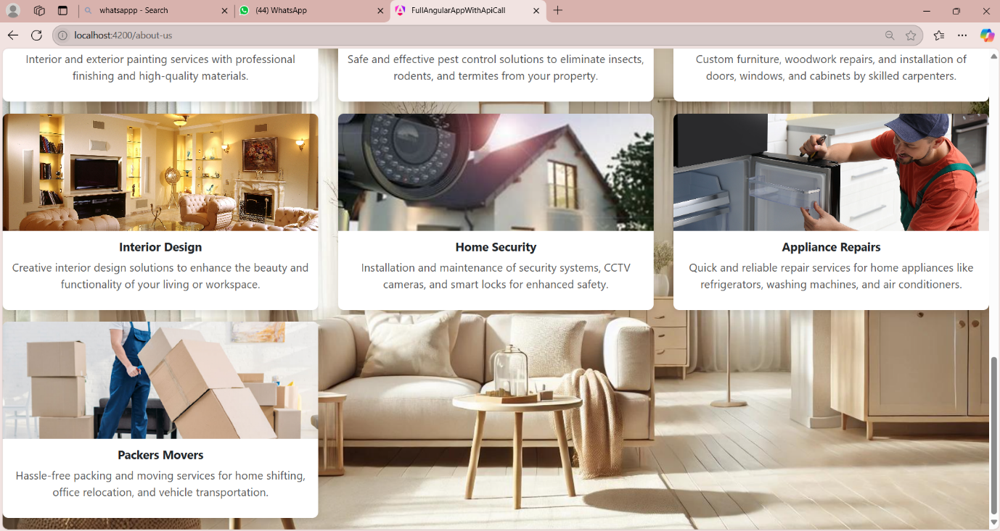 whatsappp - Search
(44) WhatsApp
FullAngularAppWithApiCall
localhost:4200/about-us
Interior and exterior painting services with professional
finishing and high-quality materials.
Safe and effective pest control solutions to eliminate insects,
rodents, and termites from your property.
Custom furniture, woodwork repairs, and installation of
doors, windows, and cabinets by skilled carpenters.
Interior Design
Creative interior design solutions to enhance the beauty and
functionality of your living or workspace.
Home Security
Installation and maintenance of security systems, CCTV
cameras, and smart locks for enhanced safety.
Appliance Repairs
Quick and reliable repair services for home appliances like
refrigerators, washing machines, and air conditioners.
Packers Movers
Hassle-free packing and moving services for home shifting,
office relocation, and vehicle transportation.